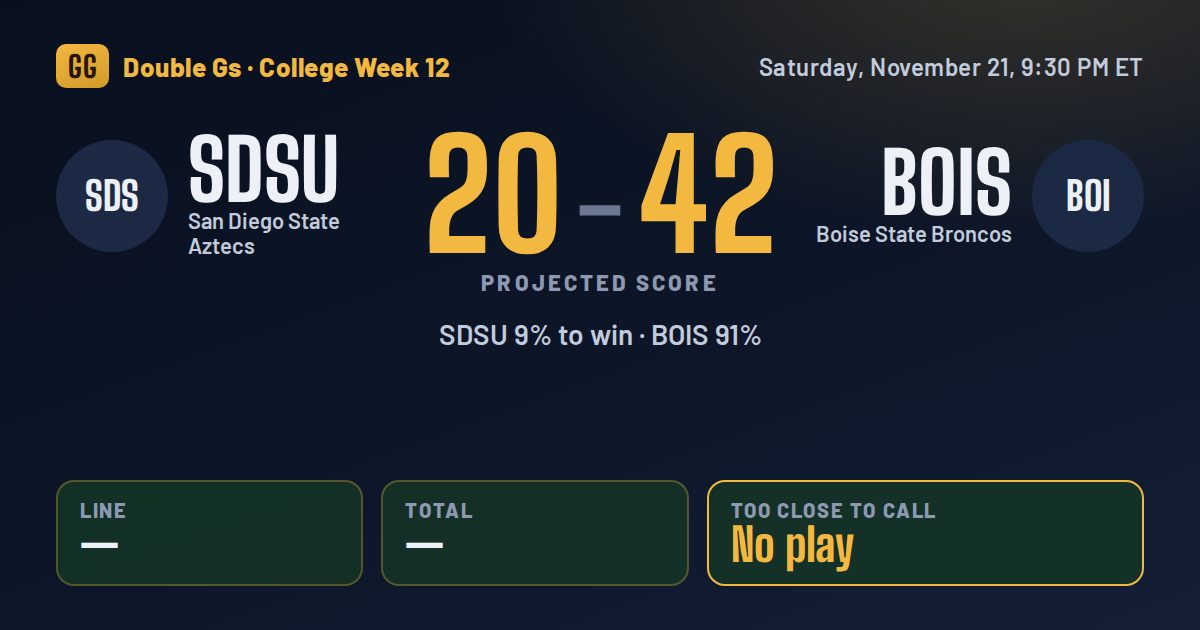 GG
Double Gs · College Week 12
Saturday, November 21, 9:30 PM ET
SDS
SDSU
San Diego State
Aztecs
20 – 42
PROJECTED SCORE
SDSU 9% to win · BOIS 91%
BOIS
Boise State Broncos
BOI
LINE
—
TOTAL
—
TOO CLOSE TO CALL
No play